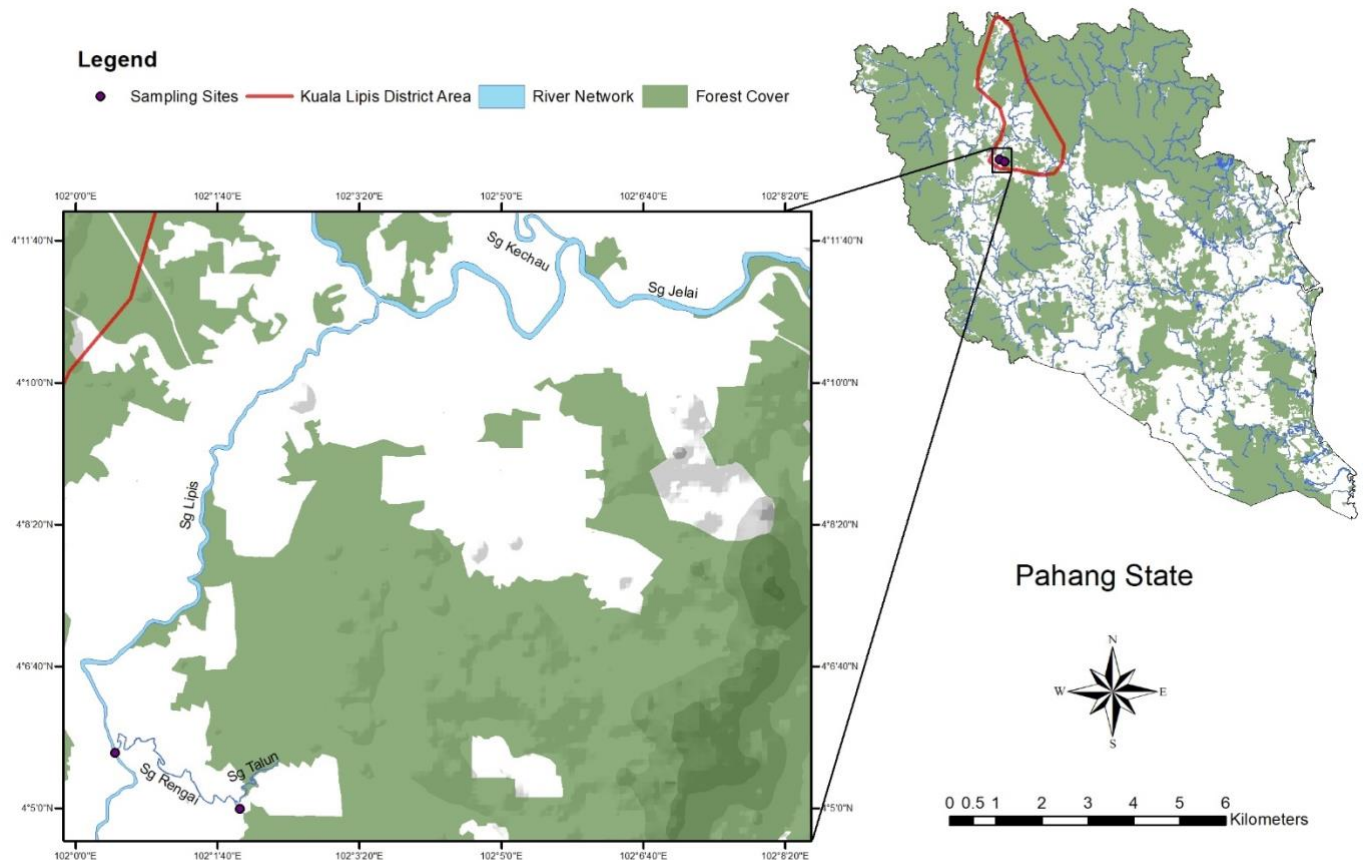 Legend
Sampling Sites Kuala Lipis District Area River Network Forest Cover
102°0'0"E 102°1'40"E 102°3'20"E 102°5'0"E 102°6'40"E 102°8'20"E
4°11'40"N 4°11'40"N
Sg Kechau
Sg Jelai
4°10'0"N 4°10'0"N
Sg Lipis
4°8'20"N 4°8'20"N
4°6'40"N 4°6'40"N
Sg Rengai
Sg Talun
4°5'0"N 4°5'0"N
102°0'0"E 102°1'40"E 102°3'20"E 102°5'0"E 102°6'40"E 102°8'20"E
Pahang State
N
W E
S
0 0.5 1 2 3 4 5 6
Kilometers